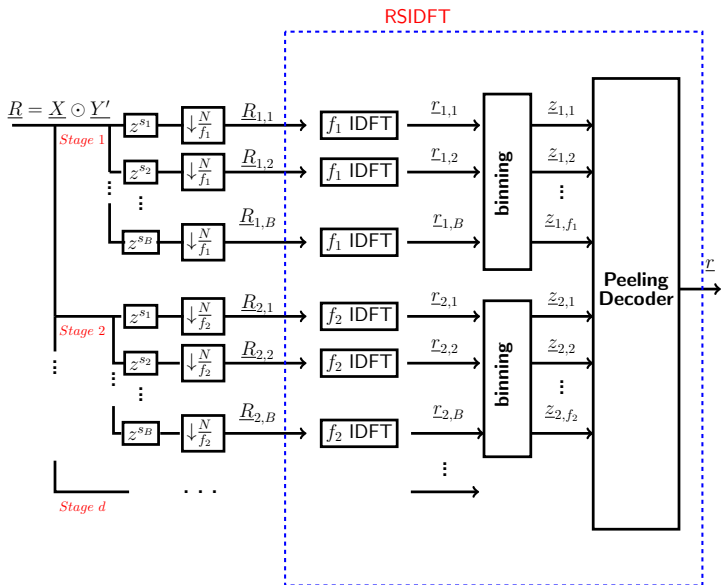 RSIDFT
R = X ⊙ Y′
Stage 1
z^{s_1} ↓N/f_1 R_{1,1} f_1 IDFT r_{1,1} z_{1,1}
z^{s_2} ↓N/f_1 R_{1,2} f_1 IDFT r_{1,2} binning z_{1,2}
z^{s_B} ↓N/f_1 R_{1,B} f_1 IDFT r_{1,B} z_{1,f_1}
Peeling
Decoder
r
Stage 2
z^{s_1} ↓N/f_2 R_{2,1} f_2 IDFT r_{2,1} z_{2,1}
z^{s_2} ↓N/f_2 R_{2,2} f_2 IDFT r_{2,2} binning z_{2,2}
z^{s_B} ↓N/f_2 R_{2,B} f_2 IDFT r_{2,B} z_{2,f_2}
Stage d